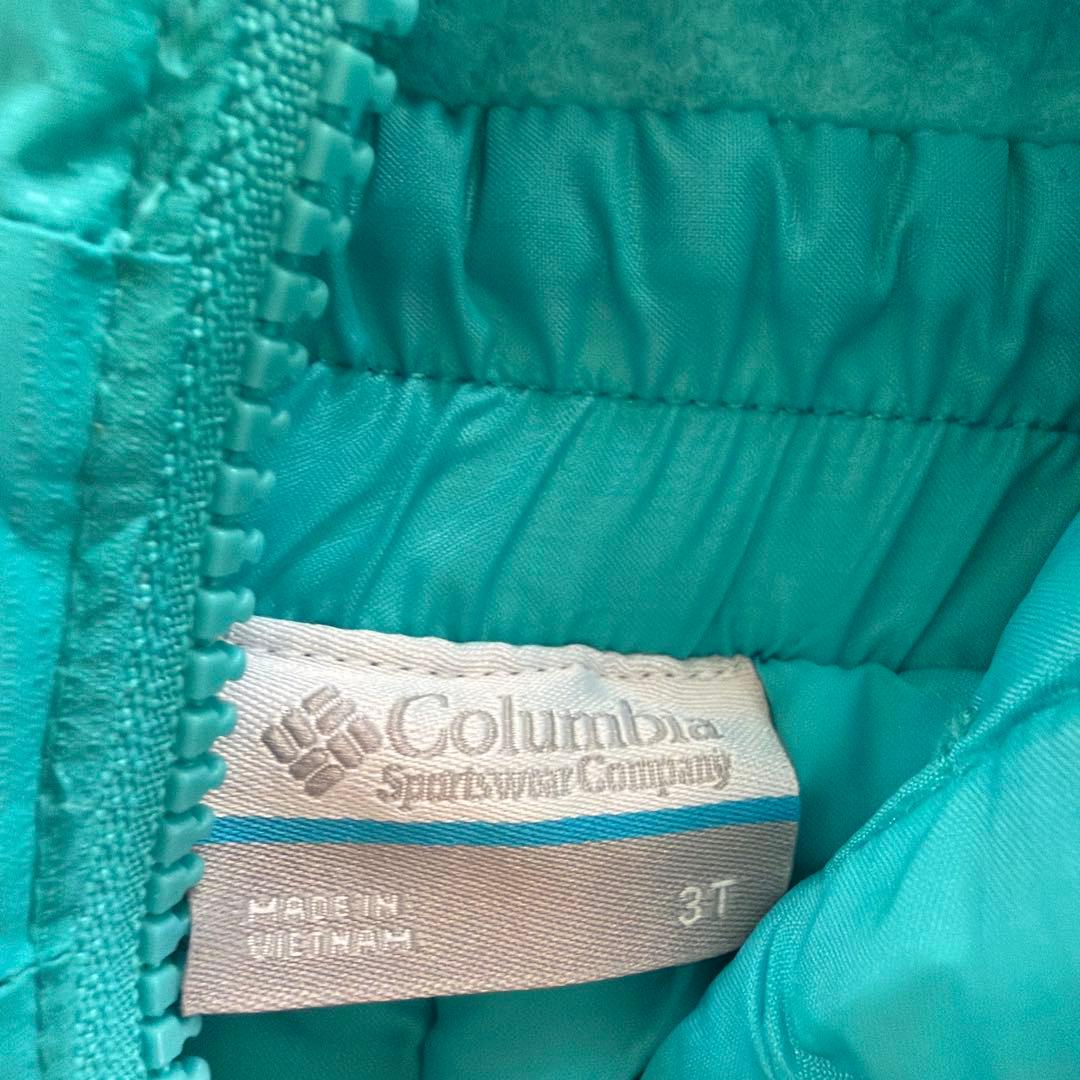 Columbia
Sportswear Company
MADE IN
VIETNAM
3T